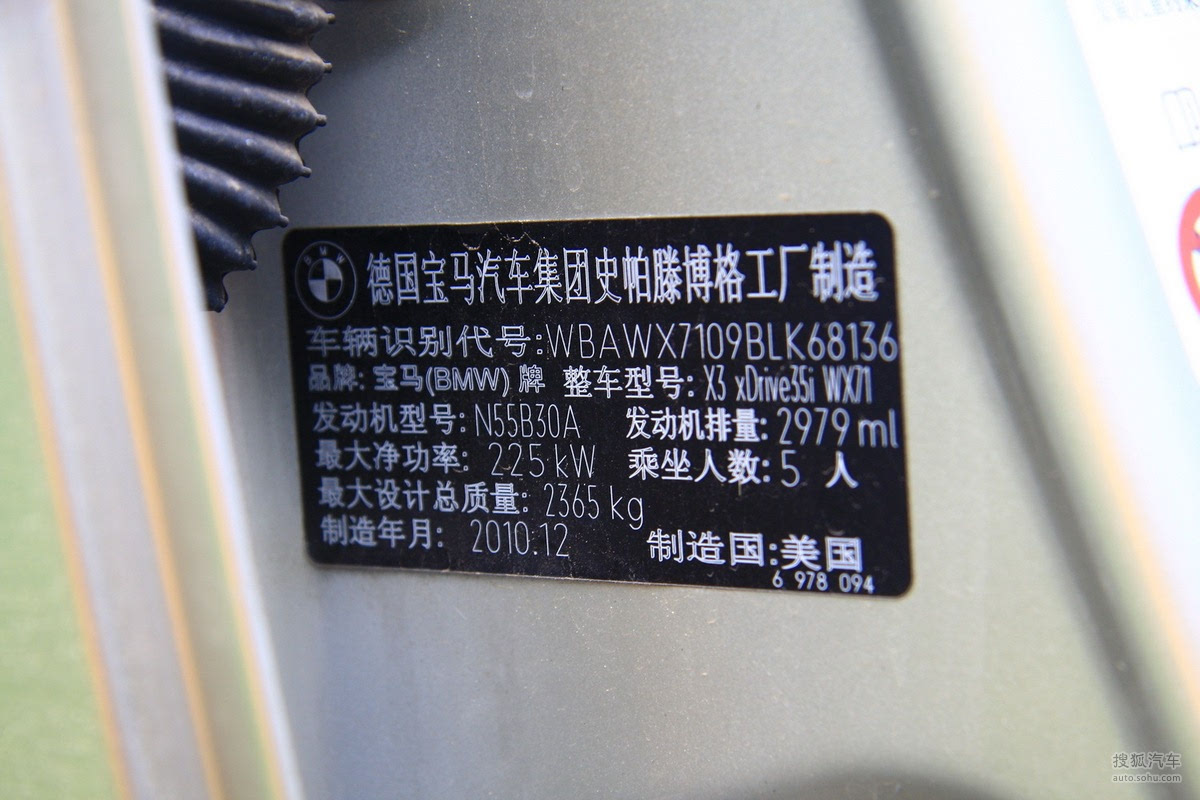 BMW
德国宝马汽车集团史帕滕博格工厂制造
车辆识别代号:WBAWX7109BLK68136
品牌: 宝马(BMW) 牌 整车型号: X3 xDrive35i WX71
发动机型号: N55B30A 发动机排量: 2979 ml
最大净功率: 225 kW 乘坐人数: 5 人
最大设计总质量: 2365 kg
制造年月: 2010.12 制造国:美国
6 978 094
搜狐汽车
auto.sohu.com